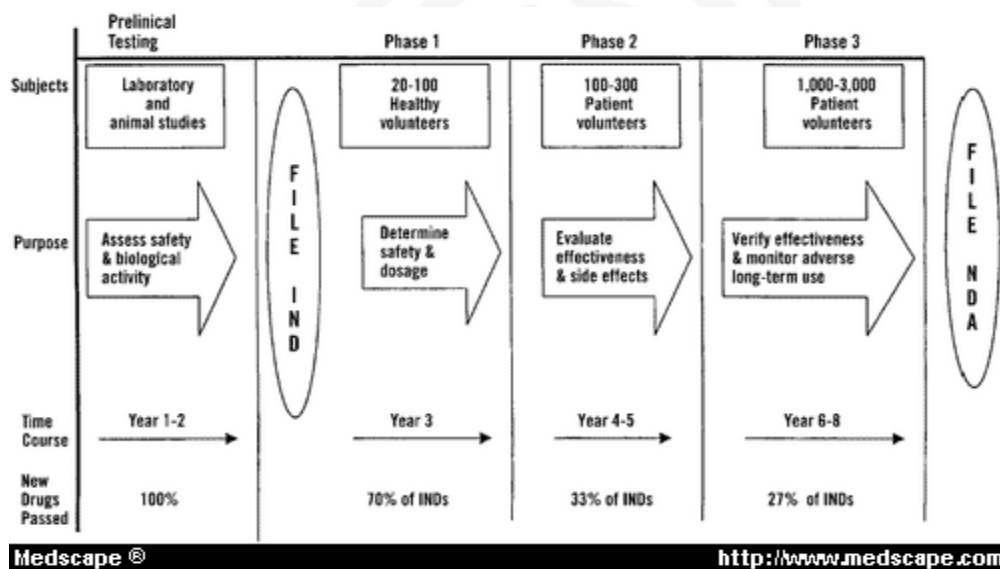 Prelinical
Testing
Phase 1
Phase 2
Phase 3
Subjects
Laboratory
and
animal studies
20-100
Healthy
volunteers
100-300
Patient
volunteers
1,000-3,000
Patient
volunteers
FILE IND
FILE NDA
Purpose
Assess safety
& biological
activity
Determine
safety &
dosage
Evaluate
effectiveness
& side effects
Verify effectiveness
& monitor adverse
long-term use
Time
Course
Year 1-2
Year 3
Year 4-5
Year 6-8
New
Drugs
Passed
100%
70% of INDs
33% of INDs
27% of INDs
Medscape ®
http://www.medscape.com